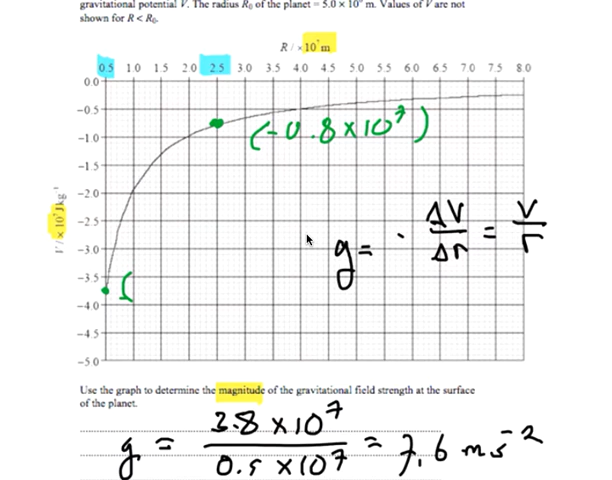 gravitational potential V. The radius R₀ of the planet = 5.0 × 10⁶ m. Values of V are not
shown for R < R₀.
R / ×10⁷m
0.5 1.0 1.5 2.0 2.5 3.0 3.5 4.0 4.5 5.0 5.5 6.0 6.5 7.0 7.5 8.0
0.0
−0.5
−1.0
−1.5
−2.0
−2.5
−3.0
−3.5
−4.0
−4.5
−5.0
V / ×10⁷Jkg⁻¹
(-0.8×10⁷)
(
g = - ΔV/Δr = V/r
Use the graph to determine the magnitude of the gravitational field strength at the surface
of the planet.
g = 3.8 ×10⁷ / 0.5 ×10⁷ = 7.6 ms⁻²